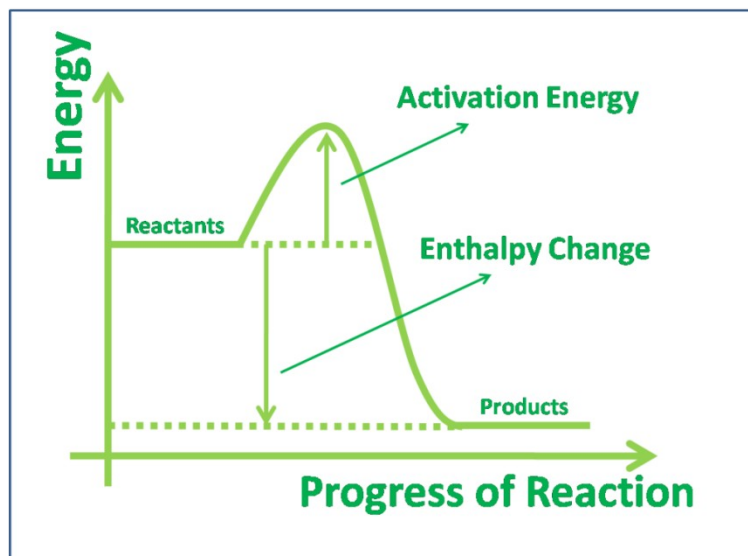 Energy
Activation Energy
Reactants
Enthalpy Change
Products
Progress of Reaction